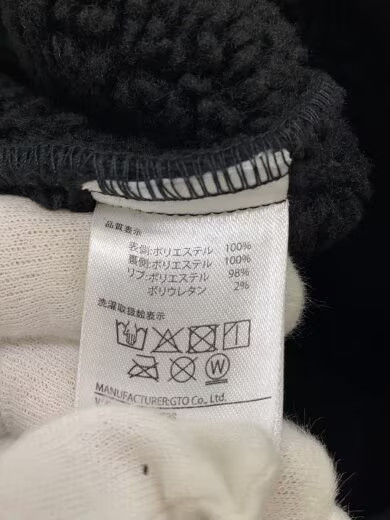 品質表示
表側:ポリエステル 100%
裏側:ポリエステル 100%
リブ:ポリエステル 98%
ポリウレタン 2%
洗濯取扱絵表示
W
MANUFACTURER:GTO Co., Ltd.